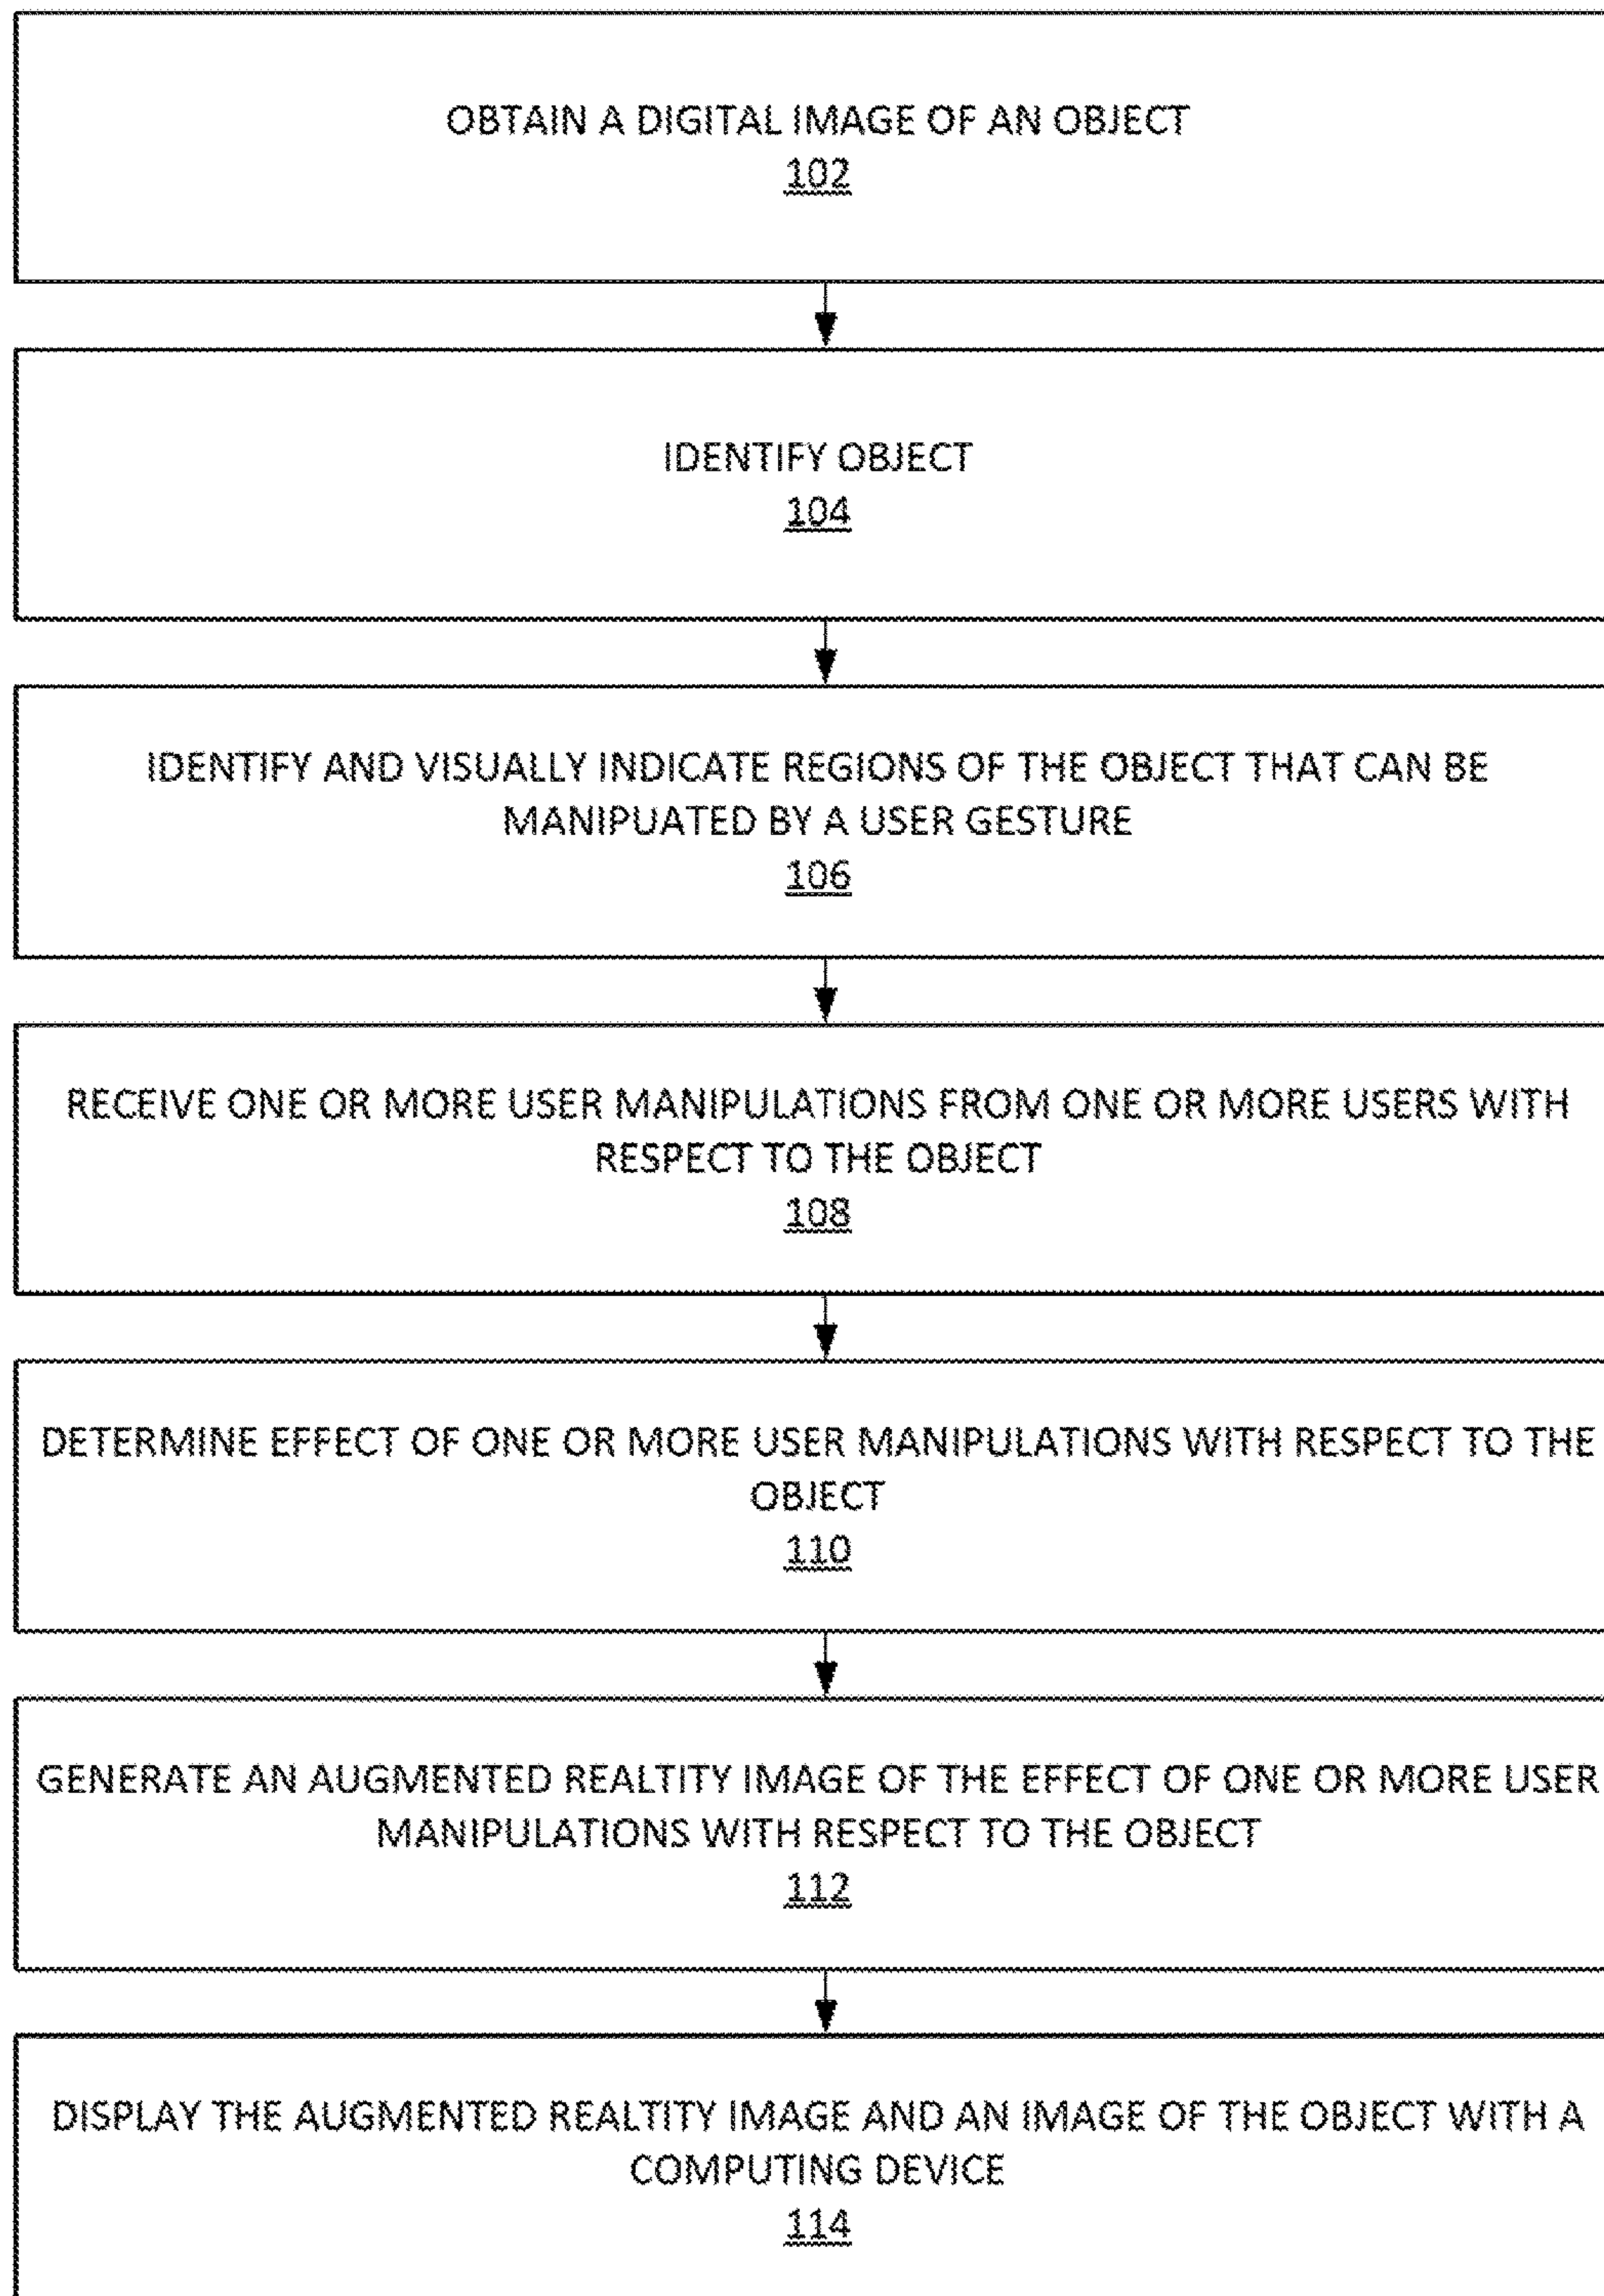 OBTAIN A DIGITAL IMAGE OF AN OBJECT
102
IDENTIFY OBJECT
104
IDENTIFY AND VISUALLY INDICATE REGIONS OF THE OBJECT THAT CAN BE
MANIPUATED BY A USER GESTURE
106
RECEIVE ONE OR MORE USER MANIPULATIONS FROM ONE OR MORE USERS WITH
RESPECT TO THE OBJECT
108
DETERMINE EFFECT OF ONE OR MORE USER MANIPULATIONS WITH RESPECT TO THE
OBJECT
110
GENERATE AN AUGMENTED REALTITY IMAGE OF THE EFFECT OF ONE OR MORE USER
MANIPULATIONS WITH RESPECT TO THE OBJECT
112
DISPLAY THE AUGMENTED REALTITY IMAGE AND AN IMAGE OF THE OBJECT WITH A
COMPUTING DEVICE
114